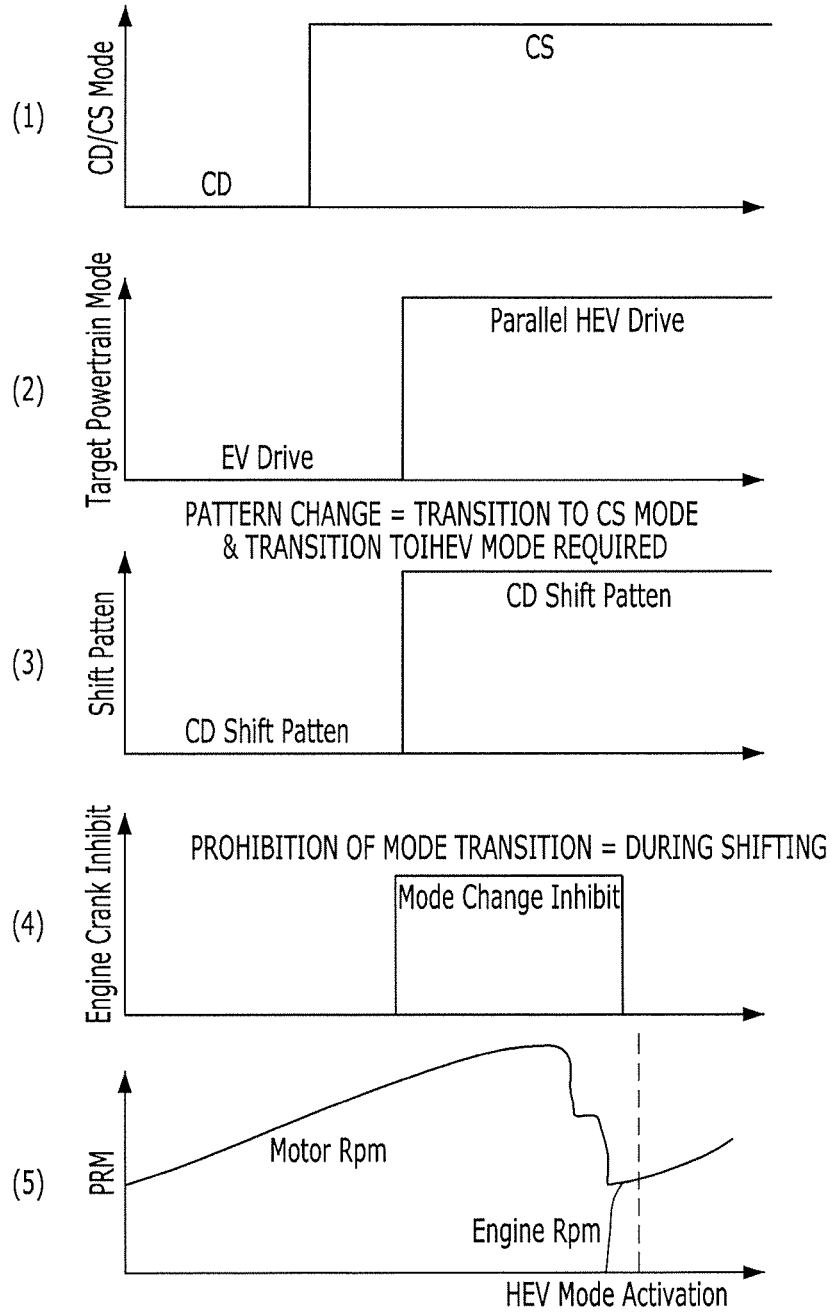 (1)
CD/CS Mode
CS
CD
(2)
Target Powertrain Mode
Parallel HEV Drive
EV Drive
PATTERN CHANGE = TRANSITION TO CS MODE
& TRANSITION TOIHEV MODE REQUIRED
(3)
Shift Patten
CD Shift Patten
CD Shift Patten
(4)
Engine Crank Inhibit
PROHIBITION OF MODE TRANSITION = DURING SHIFTING
Mode Change Inhibit
(5)
PRM
Motor Rpm
Engine Rpm
HEV Mode Activation